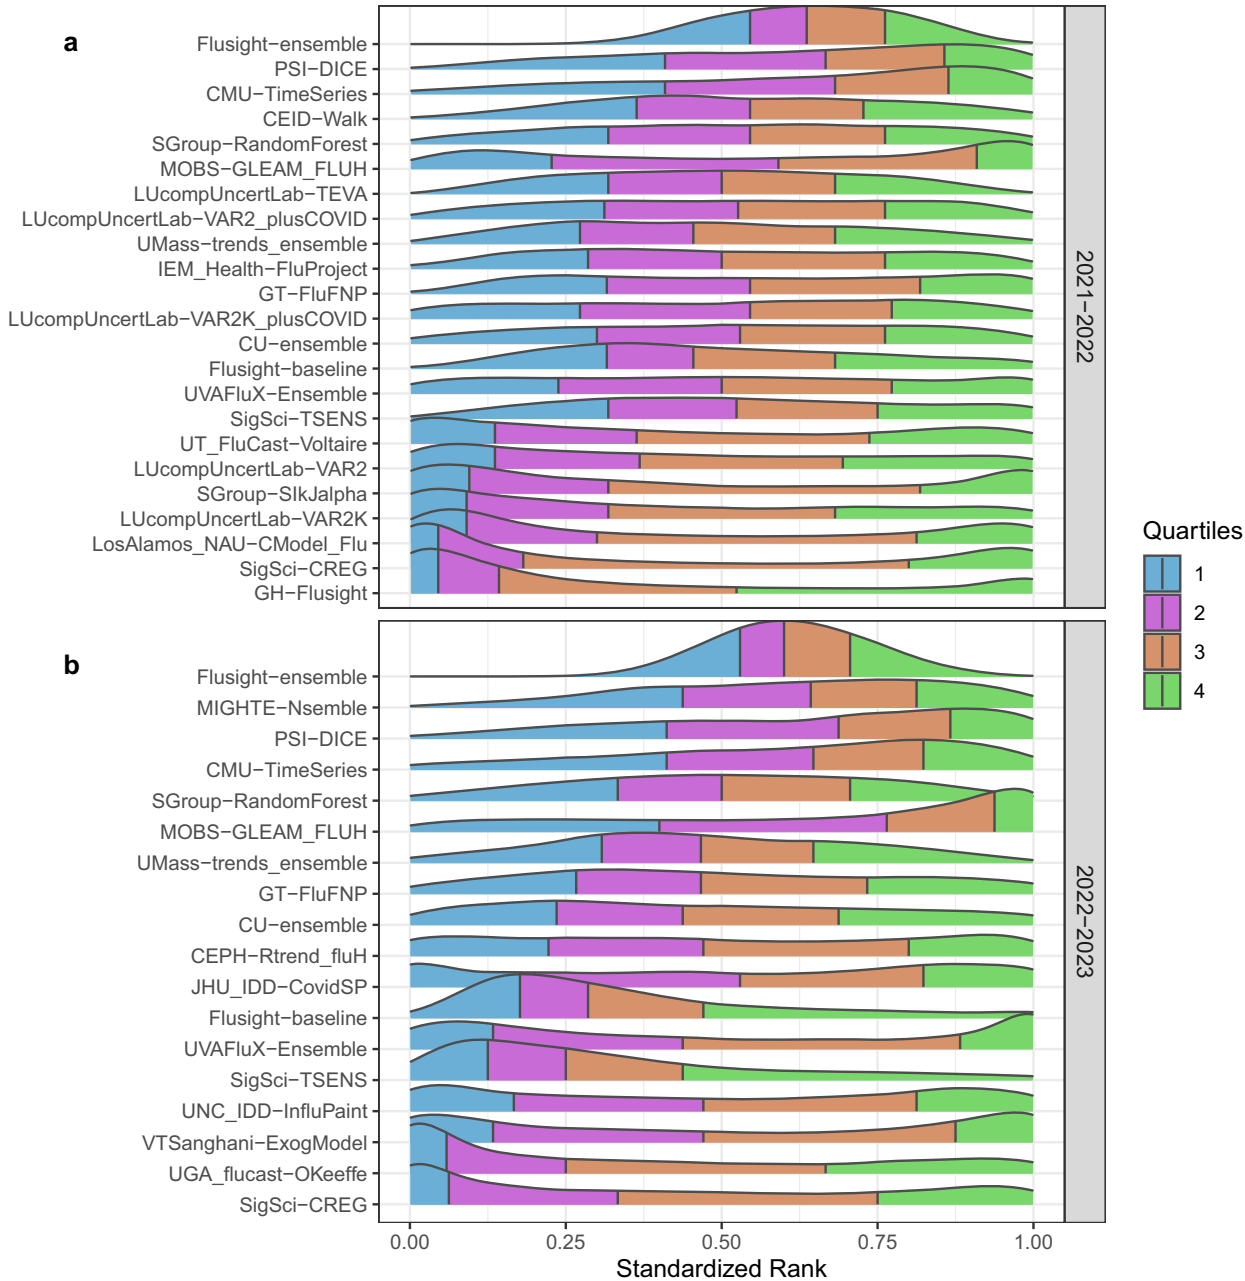 a
Flusight−ensemble
PSI−DICE
CMU−TimeSeries
CEID−Walk
SGroup−RandomForest
MOBS−GLEAM_FLUH
LUcompUncertLab−TEVA
LUcompUncertLab−VAR2_plusCOVID
UMass−trends_ensemble
IEM_Health−FluProject
GT−FluFNP
LUcompUncertLab−VAR2K_plusCOVID
CU−ensemble
Flusight−baseline
UVAFluX−Ensemble
SigSci−TSENS
UT_FluCast−Voltaire
LUcompUncertLab−VAR2
SGroup−SIkJalpha
LUcompUncertLab−VAR2K
LosAlamos_NAU−CModel_Flu
SigSci−CREG
GH−Flusight
2021−2022
b
Flusight−ensemble
MIGHTE−Nsemble
PSI−DICE
CMU−TimeSeries
SGroup−RandomForest
MOBS−GLEAM_FLUH
UMass−trends_ensemble
GT−FluFNP
CU−ensemble
CEPH−Rtrend_fluH
JHU_IDD−CovidSP
Flusight−baseline
UVAFluX−Ensemble
SigSci−TSENS
UNC_IDD−InfluPaint
VTSanghani−ExogModel
UGA_flucast−OKeeffe
SigSci−CREG
2022−2023
0.00 0.25 0.50 0.75 1.00
Standardized Rank
Quartiles
1
2
3
4